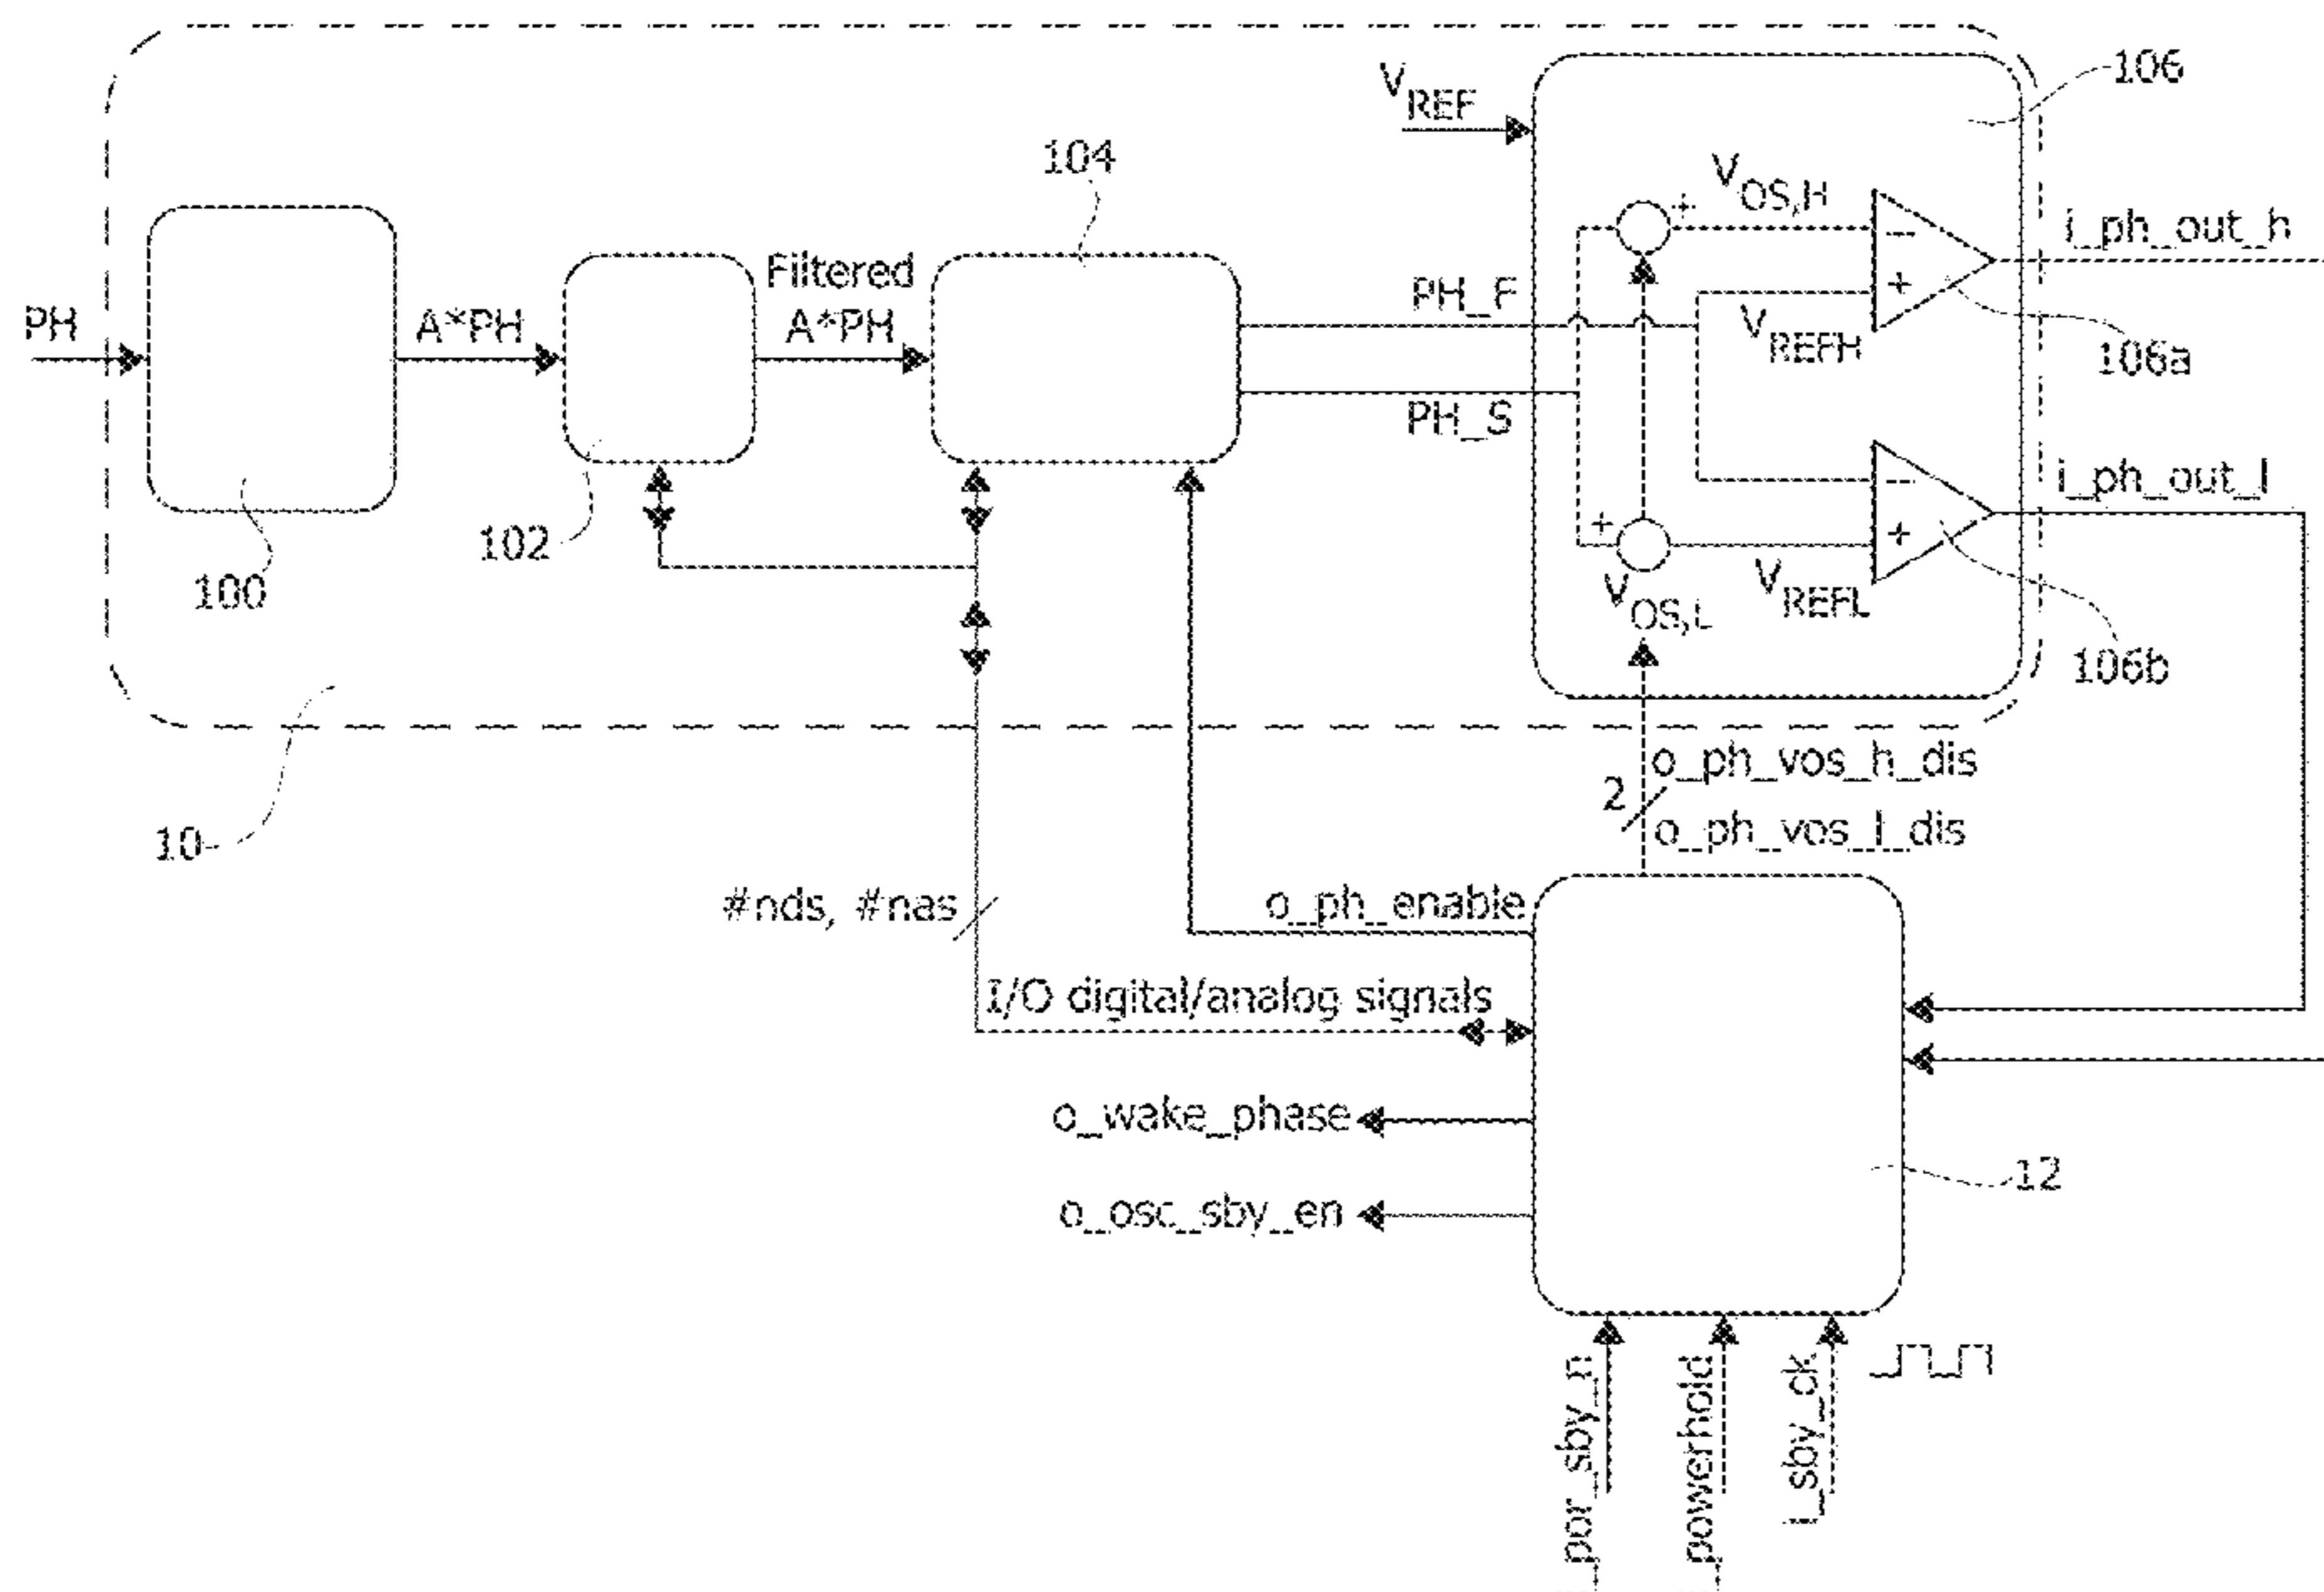 106
V_REF
104
V_OS,H
+
i_ph_out_h
Filtered
PH
A*PH
A*PH
PH_F
−
+
V_REFH
106a
PH_S
i_ph_out_l
−
+
+
102
100
V_OS,L
V_REFL
106b
o_ph_vos_h_dis
2
o_ph_vos_l_dis
10
#nds, #nas
o_ph_enable
I/O digital/analog signals
o_wake_phase
12
o_osc_sby_en
i_por_sby_n
i_powerhold
i_sby_ck